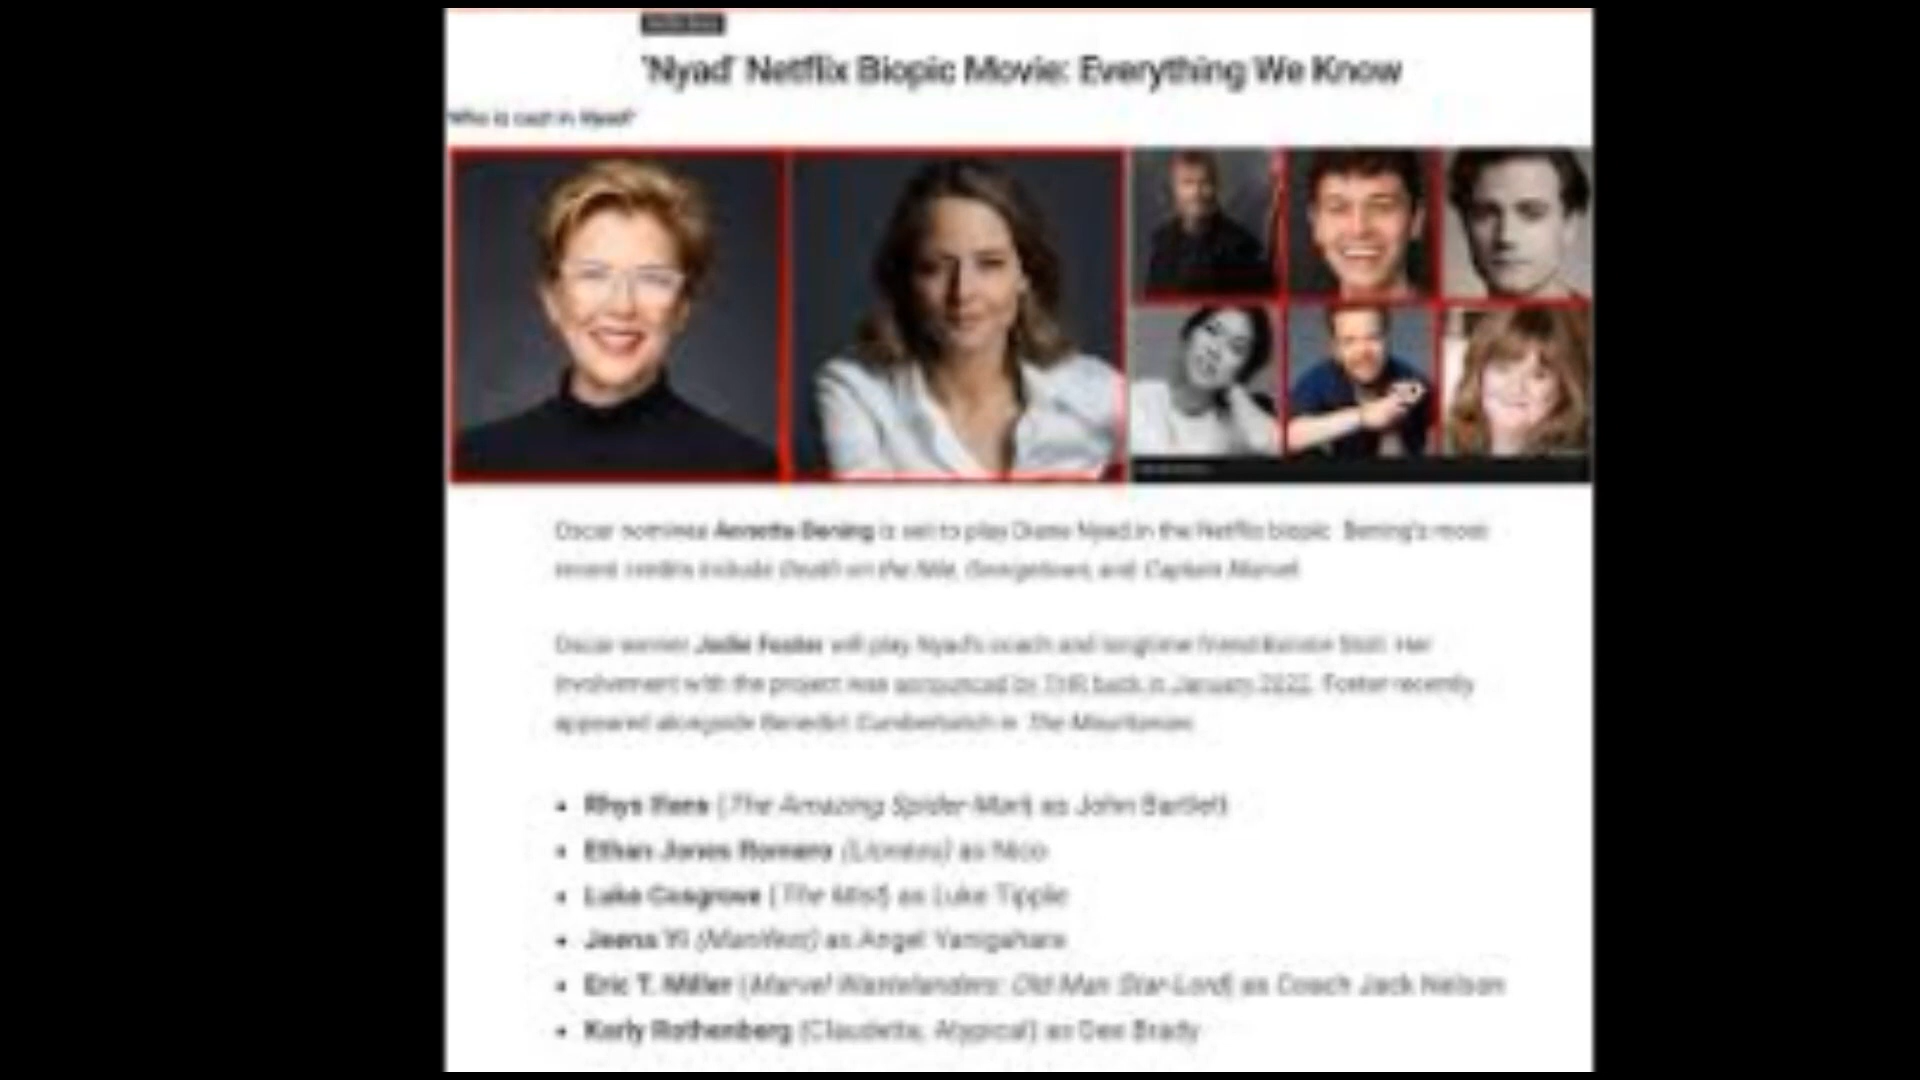 'Nyad' Netflix Biopic Movie: Everything We Know
Who is cast in Nyad?
Oscar nominee Annette Bening is set to play Diana Nyad in the Netflix biopic. Bening's most
recent credits include Death on the Nile, Georgetown, and Captain Marvel.
Oscar winner Jodie Foster will play Nyad's coach and longtime friend Bonnie Stoll. Her
involvement with the project was announced by THR back in January 2022. Foster recently
appeared alongside Benedict Cumberbatch in The Mauritanian.
• Rhys Ifans (The Amazing Spider-Man) as John Bartlett
• Ethan Jones Romero (Lioness) as Nico
• Luke Cosgrove (The Mist) as Luke Tipple
• Jeena Yi (Manifest) as Angel Yanigahara
• Eric T. Miller (Marvel Wastelanders: Old Man Star-Lord) as Coach Jack Nelson
• Karly Rothenberg (Claudette, Atypical) as Dee Brady